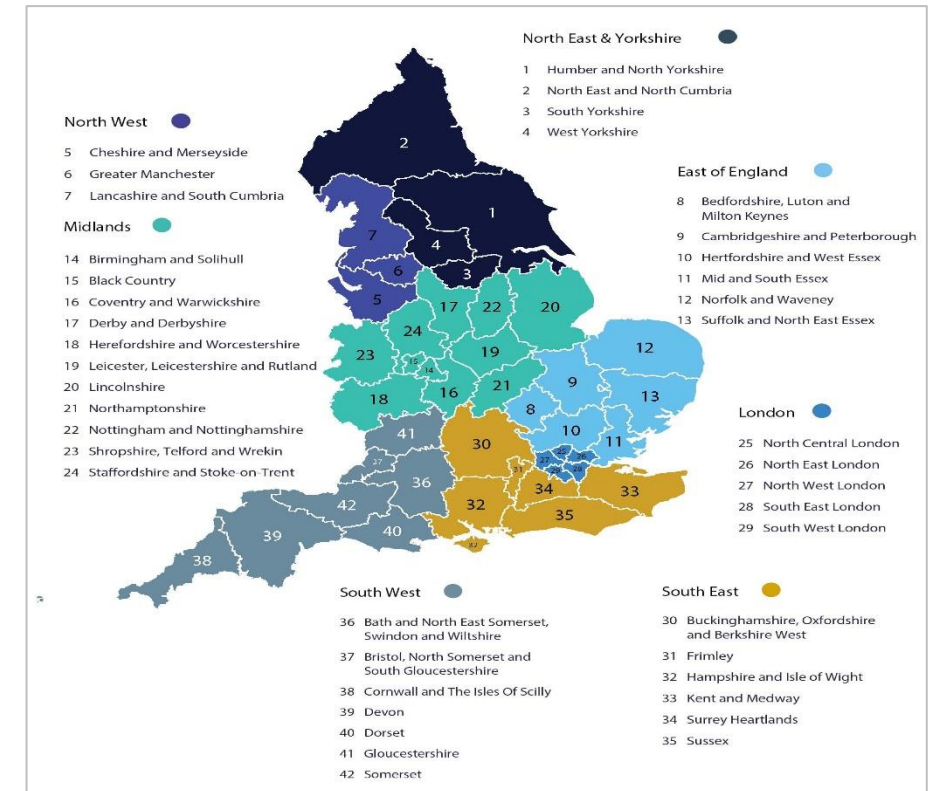 North East & Yorkshire
1 Humber and North Yorkshire
2 North East and North Cumbria
3 South Yorkshire
4 West Yorkshire
North West
5 Cheshire and Merseyside
6 Greater Manchester
7 Lancashire and South Cumbria
Midlands
14 Birmingham and Solihull
15 Black Country
16 Coventry and Warwickshire
17 Derby and Derbyshire
18 Herefordshire and Worcestershire
19 Leicester, Leicestershire and Rutland
20 Lincolnshire
21 Northamptonshire
22 Nottingham and Nottinghamshire
23 Shropshire, Telford and Wrekin
24 Staffordshire and Stoke-on-Trent
East of England
8 Bedfordshire, Luton and
Milton Keynes
9 Cambridgeshire and Peterborough
10 Hertfordshire and West Essex
11 Mid and South Essex
12 Norfolk and Waveney
13 Suffolk and North East Essex
London
25 North Central London
26 North East London
27 North West London
28 South East London
29 South West London
2
1
7
4
6
3
5
17
22
20
24
23
15
14
19
18
16
21
12
9
13
8
10
11
41
30
25
26
27
28
29
37
36
31
34
33
42
32
35
40
39
38
32
South West
36 Bath and North East Somerset,
Swindon and Wiltshire
37 Bristol, North Somerset and
South Gloucestershire
38 Cornwall and The Isles Of Scilly
39 Devon
40 Dorset
41 Gloucestershire
42 Somerset
South East
30 Buckinghamshire, Oxfordshire
and Berkshire West
31 Frimley
32 Hampshire and Isle of Wight
33 Kent and Medway
34 Surrey Heartlands
35 Sussex